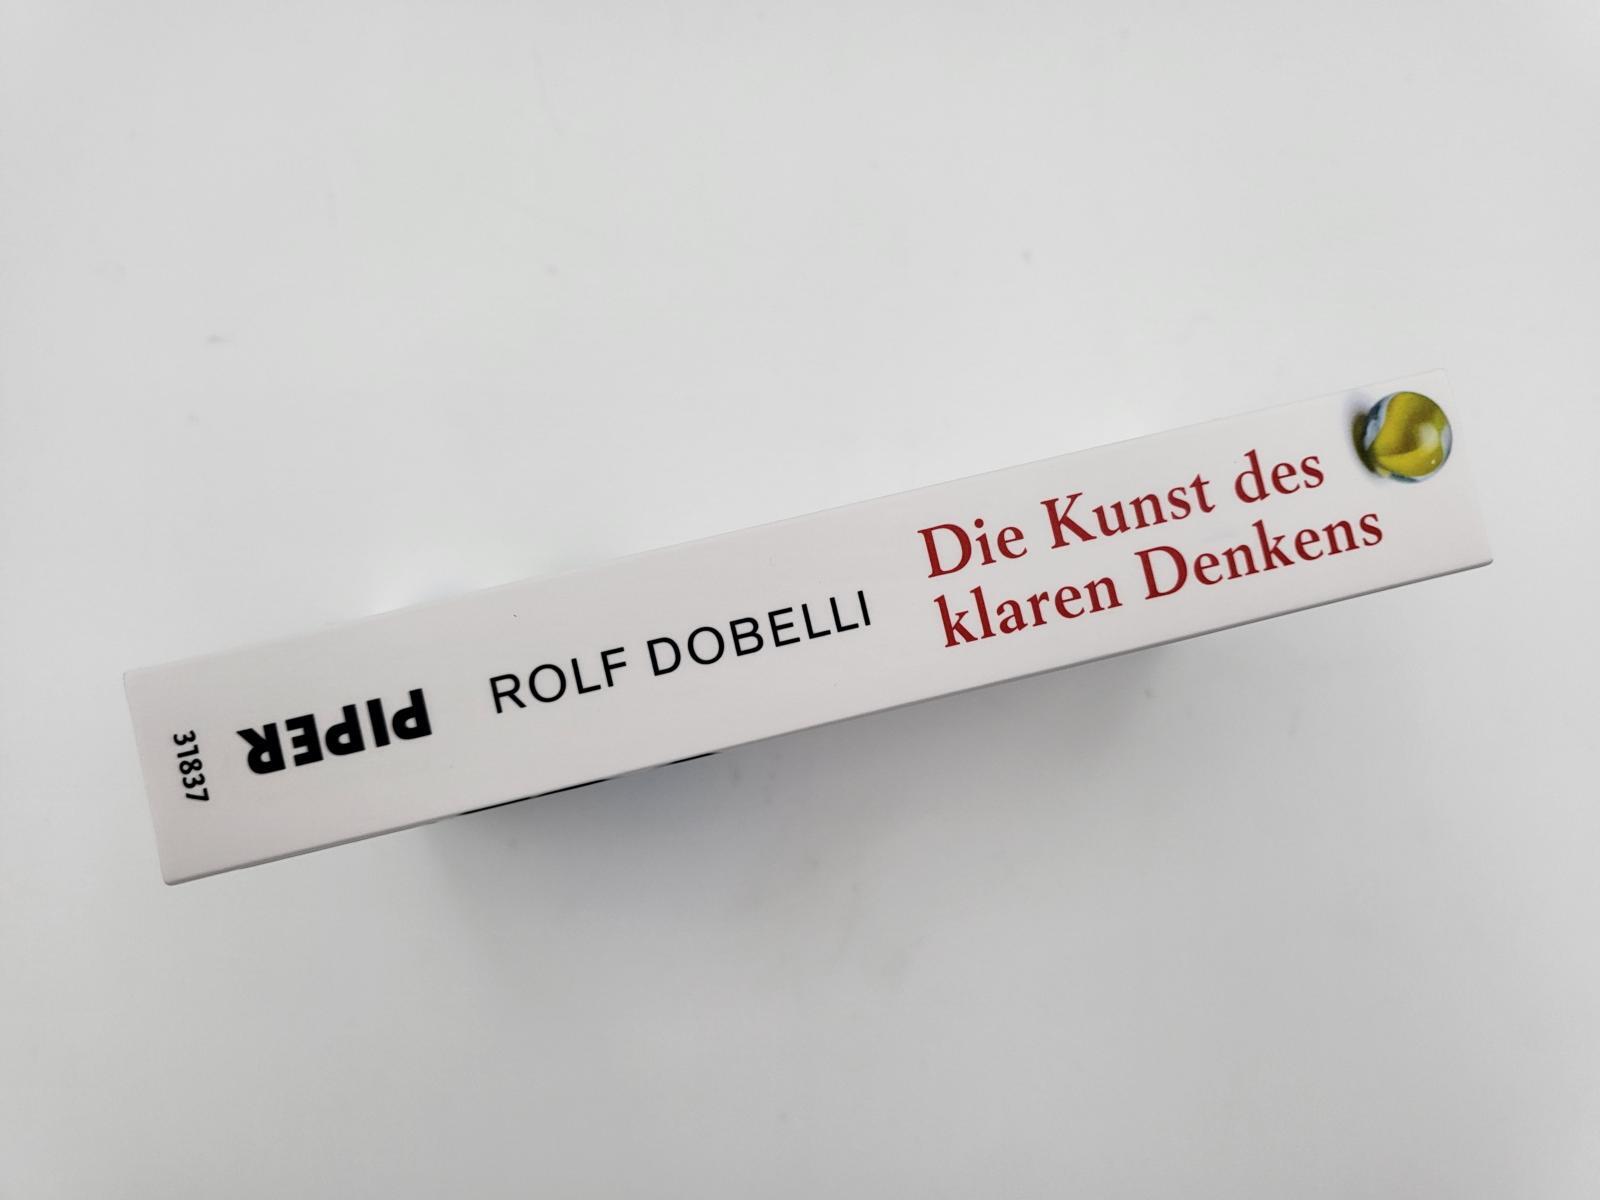 Die Kunst des
klaren Denkens
ROLF DOBELLI
PIPER
31837